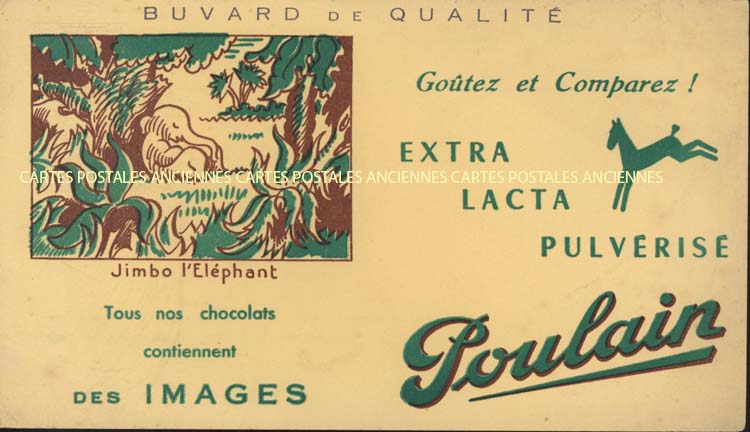 BUVARD DE QUALITÉ
Jimbo l'Eléphant
Tous nos chocolats
contiennent
DES IMAGES
Goûtez et Comparez !
EXTRA
LACTA
PULVÉRISÉ
Poulain
CARTES POSTALES ANCIENNES CARTES POSTALES ANCIENNES CARTES POSTALES ANCIENNES